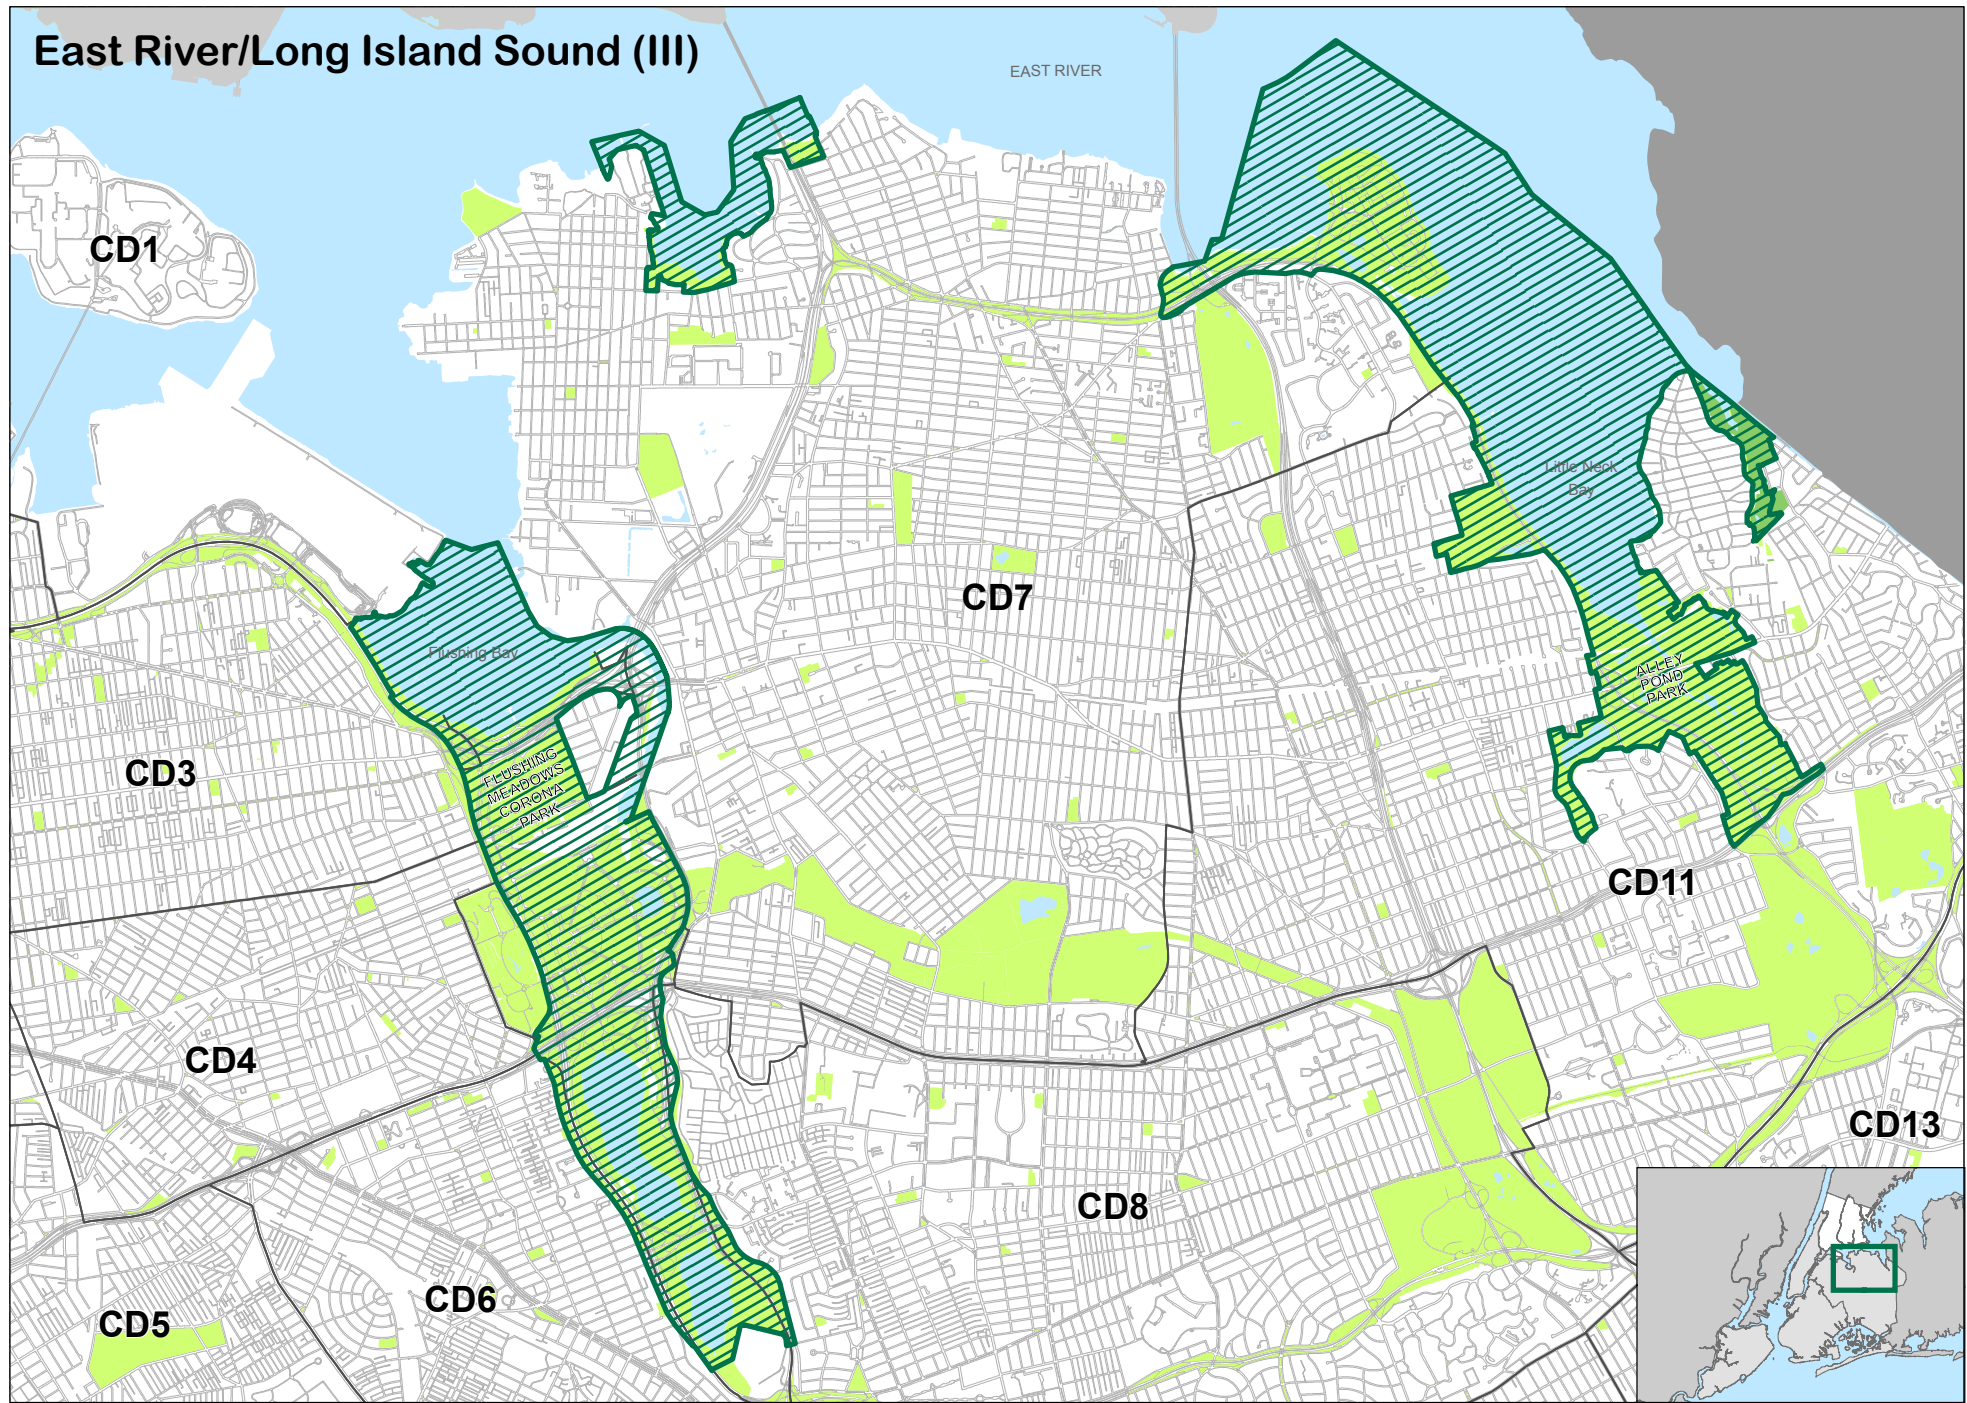 East River/Long Island Sound (III)
EAST RIVER
CD1
Little Neck
Bay
CD7
Flushing Bay
ALLEY
POND
PARK
FLUSHING
MEADOWS
CORONA
PARK
CD3
CD11
CD4
CD13
CD8
CD6
CD5